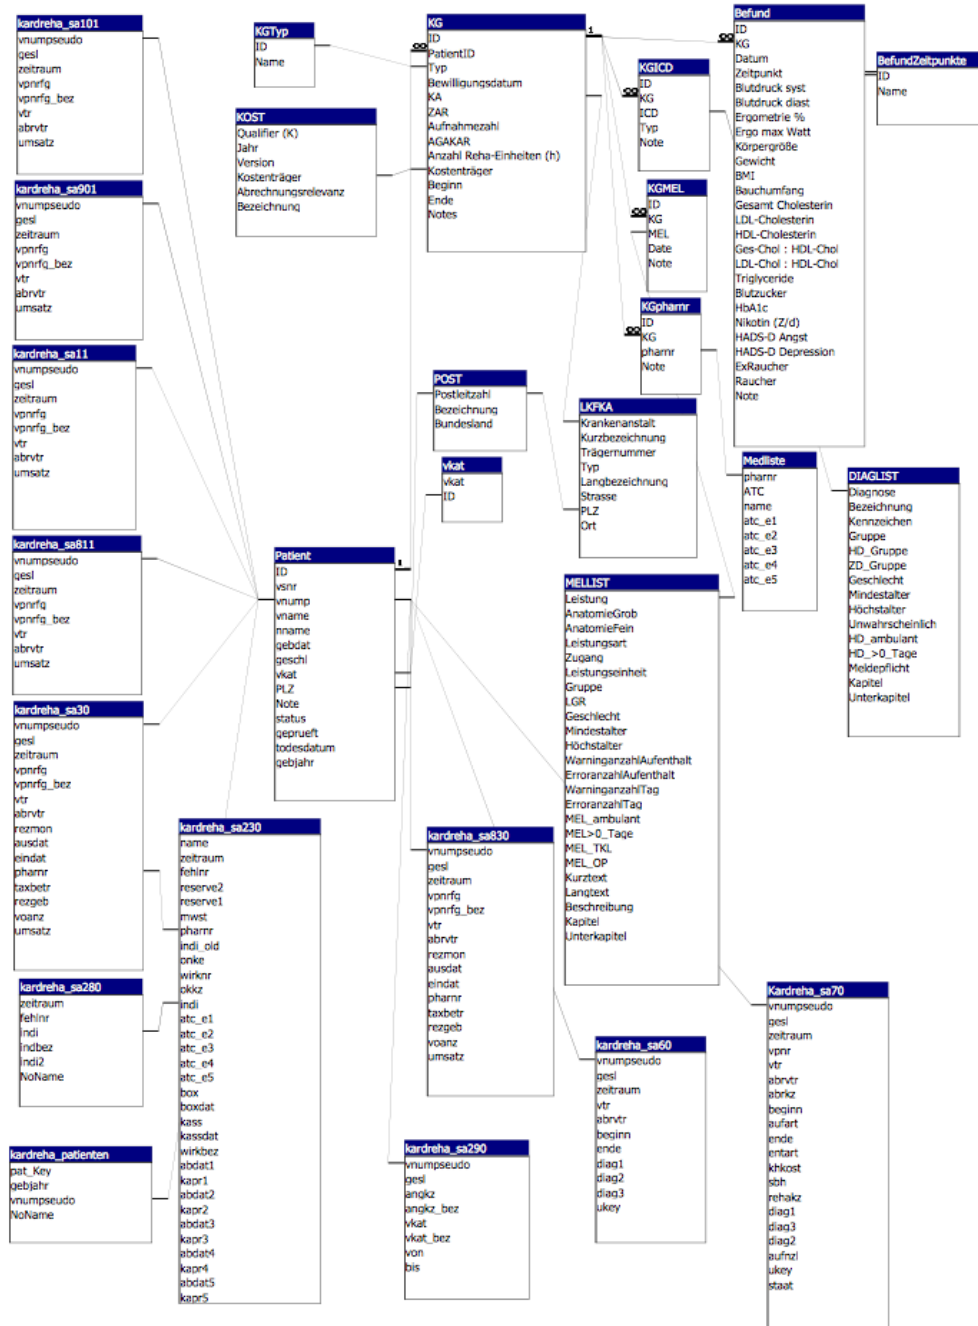 kardreha_sa101
vnumpseudo
gesl
zeitraum
vpnrfg
vpnrfg_bez
vtr
abrvtr
umsatz
KGTyp
ID
Name
KG
ID
PatientID
Typ
Bewilligungsdatum
KA
ZAR
Aufnahmezahl
AGAKAR
Anzahl Reha-Einheiten (h)
Kostenträger
Beginn
Ende
Notes
1
Befund
ID
KG
Datum
Zeitpunkt
Blutdruck syst
Blutdruck diast
Ergometrie %
Ergo max Watt
Körpergröße
Gewicht
BMI
Bauchumfang
Gesamt Cholesterin
LDL-Cholesterin
HDL-Cholesterin
Ges-Chol : HDL-Chol
LDL-Chol : HDL-Chol
Triglyceride
Blutzucker
HbA1c
Nikotin (Z/d)
HADS-D Angst
HADS-D Depression
ExRaucher
Raucher
Note
BefundZeitpunkte
ID
Name
KGICD
ID
KG
ICD
Typ
Note
KOST
Qualifier (K)
Jahr
Version
Kostenträger
Abrechnungsrelevanz
Bezeichnung
kardreha_sa901
vnumpseudo
gesl
zeitraum
vpnrfg
vpnrfg_bez
vtr
abrvtr
umsatz
KGMEL
ID
KG
MEL
Date
Note
KGpharnr
ID
KG
pharnr
Note
kardreha_sa11
vnumpseudo
gesl
zeitraum
vpnrfg
vpnrfg_bez
vtr
abrvtr
umsatz
POST
Postleitzahl
Bezeichnung
Bundesland
LKFKA
Krankenanstalt
Kurzbezeichnung
Trägernummer
Typ
Langbezeichnung
Strasse
PLZ
Ort
vkat
vkat
ID
Medliste
pharnr
ATC
name
atc_e1
atc_e2
atc_e3
atc_e4
atc_e5
DIAGLIST
Diagnose
Bezeichnung
Kennzeichen
Gruppe
HD_Gruppe
ZD_Gruppe
Geschlecht
Mindestalter
Höchstalter
Unwahrscheinlich
HD_ambulant
HD_>0_Tage
Meldepflicht
Kapitel
Unterkapitel
kardreha_sa811
vnumpseudo
gesl
zeitraum
vpnrfg
vpnrfg_bez
vtr
abrvtr
umsatz
Patient
ID
vsnr
vnump
vname
nname
gebdat
geschl
vkat
PLZ
Note
status
geprueft
todesdatum
gebjahr
1
MELLIST
Leistung
AnatomieGrob
AnatomieFein
Leistungsart
Zugang
Leistungseinheit
Gruppe
LGR
Geschlecht
Mindestalter
Höchstalter
WarninganzahlAufenthalt
ErroranzahlAufenthalt
WarninganzahlTag
ErroranzahlTag
MEL_ambulant
MEL>0_Tage
MEL_TKL
MEL_OP
Kurztext
Langtext
Beschreibung
Kapitel
Unterkapitel
kardreha_sa30
vnumpseudo
gesl
zeitraum
vpnrfg
vpnrfg_bez
vtr
abrvtr
rezmon
ausdat
eindat
pharnr
taxbetr
rezgeb
voanz
umsatz
kardreha_sa230
name
zeitraum
fehlnr
reserve2
reserve1
mwst
pharnr
indi_old
onke
wirknr
okkz
indi
atc_e1
atc_e2
atc_e3
atc_e4
atc_e5
box
boxdat
kass
kassdat
wirkbez
abdat1
kapr1
abdat2
kapr2
abdat3
kapr3
abdat4
kapr4
abdat5
kapr5
kardreha_sa830
vnumpseudo
gesl
zeitraum
vpnrfg
vpnrfg_bez
vtr
abrvtr
rezmon
ausdat
eindat
pharnr
taxbetr
rezgeb
voanz
umsatz
kardreha_sa280
zeitraum
fehlnr
Indi
Indbez
Indi2
NoName
Kardreha_sa70
vnumpseudo
gesl
zeitraum
vpnr
vtr
abrvtr
abrkz
beginn
aufart
ende
entart
khkost
sbh
rehakz
diag1
diag3
diag2
aufnzl
ukey
staat
kardreha_sa60
vnumpseudo
gesl
zeitraum
vtr
abrvtr
beginn
ende
diag1
diag2
diag3
ukey
kardreha_patienten
pat_Key
gebjahr
vnumpseudo
NoName
kardreha_sa290
vnumpseudo
gesl
angkz
angkz_bez
vkat
vkat_bez
von
bis